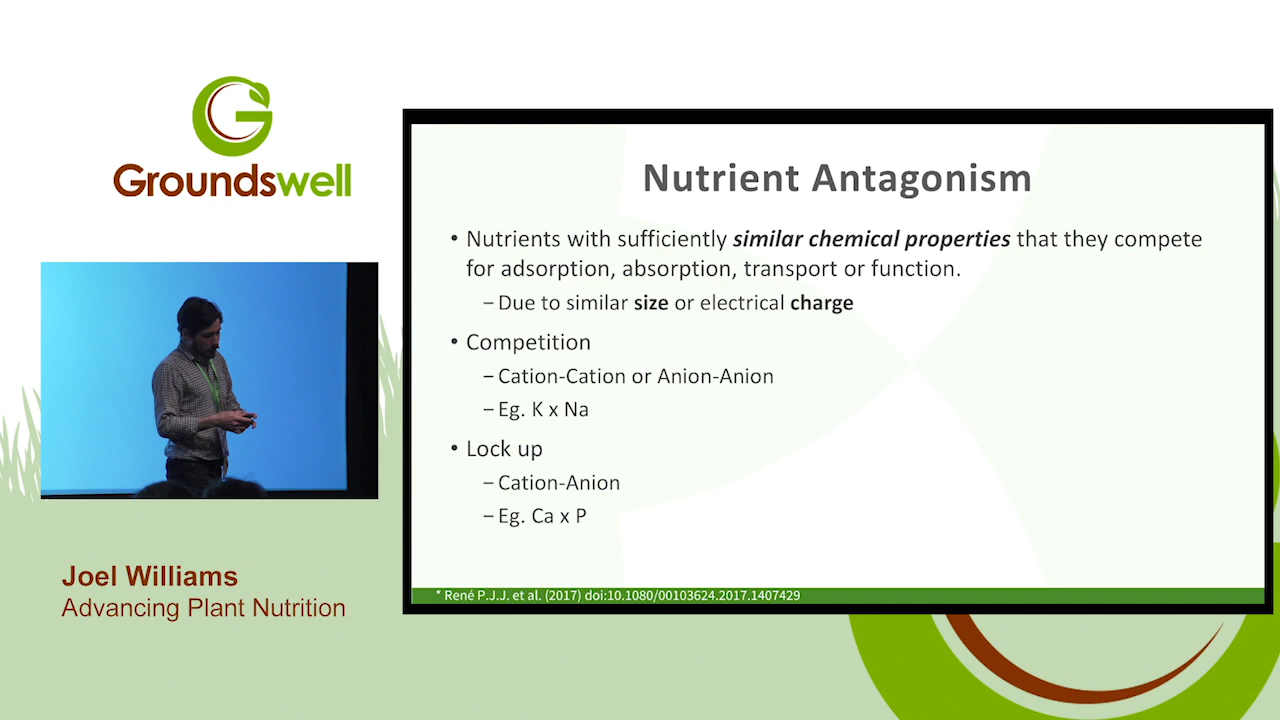 Groundswell
Joel Williams
Advancing Plant Nutrition
Nutrient Antagonism
• Nutrients with sufficiently similar chemical properties that they compete
for adsorption, absorption, transport or function.
– Due to similar size or electrical charge
• Competition
– Cation-Cation or Anion-Anion
– Eg. K x Na
• Lock up
– Cation-Anion
– Eg. Ca x P
* René P.J.J. et al. (2017) doi:10.1080/00103624.2017.1407429